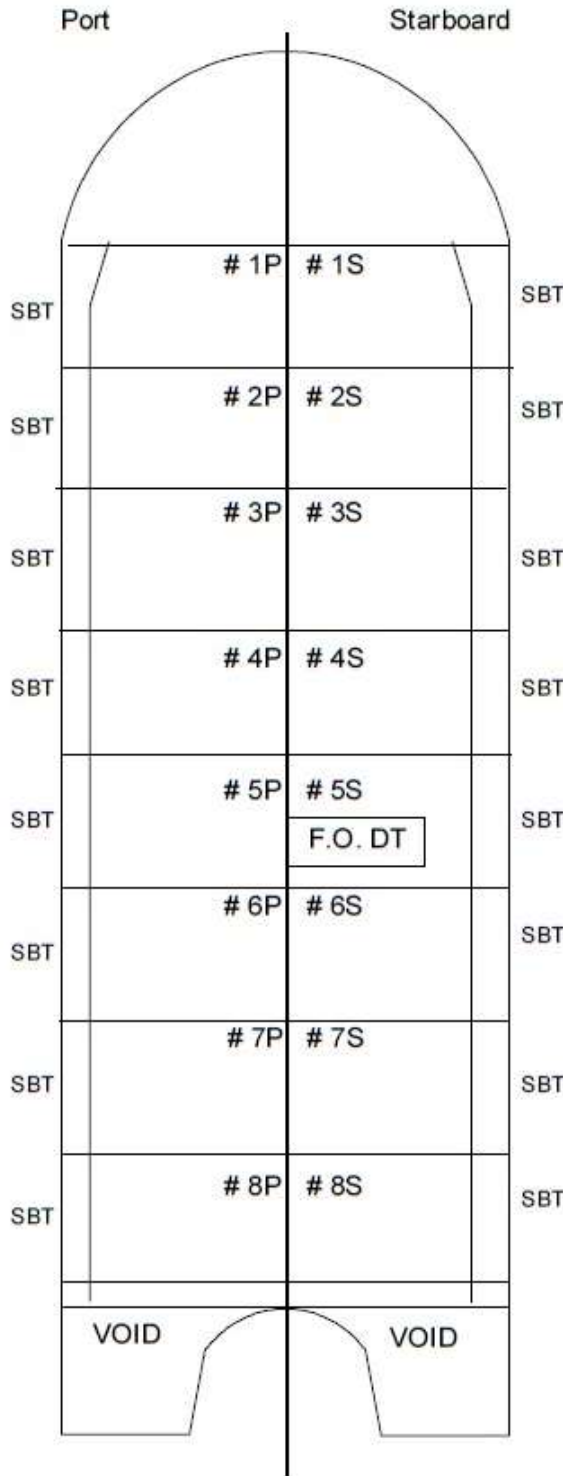 Port Starboard
# 1P # 1S
SBT SBT
# 2P # 2S
SBT SBT
# 3P # 3S
SBT SBT
# 4P # 4S
SBT SBT
# 5P # 5S
SBT SBT
F.O. DT
# 6P # 6S
SBT SBT
# 7P # 7S
SBT SBT
# 8P # 8S
SBT SBT
VOID VOID